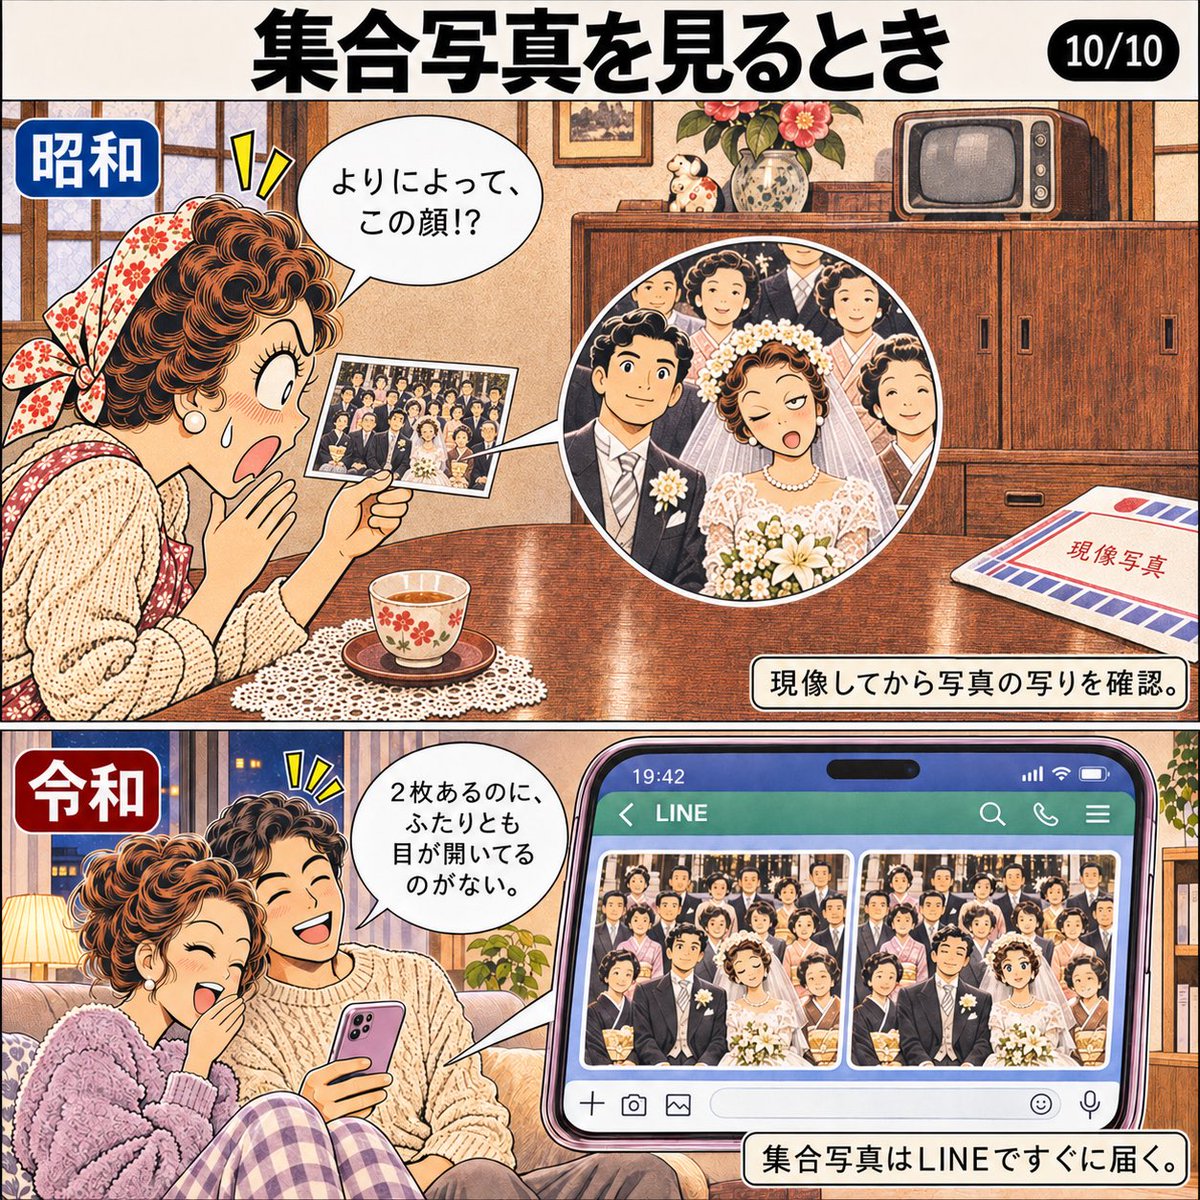 集合写真を見るとき
10/10
昭和
よりによって、
この顔!?
現像写真
現像してから写真の写りを確認。
令和
2枚あるのに、
ふたりとも
目が開いてる
のがない。
19:42
LINE
集合写真はLINEですぐに届く。